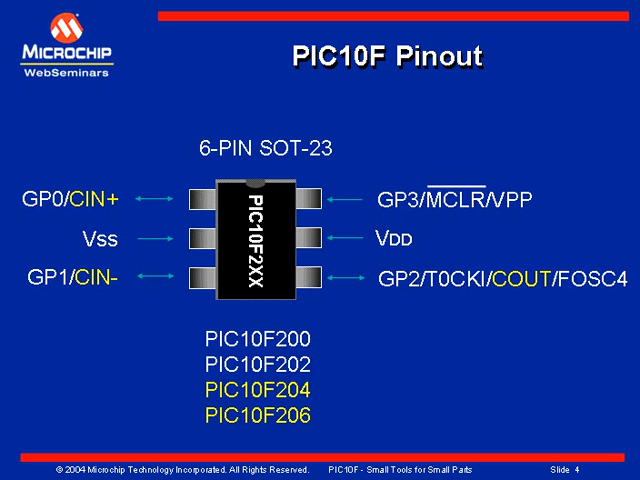 MICROCHIP
WebSeminars
PIC10F Pinout
6-PIN SOT-23
GP0/CIN+
GP3/MCLR/VPP
VSS
VDD
GP1/CIN-
GP2/T0CKI/COUT/FOSC4
PIC10F2XX
PIC10F200
PIC10F202
PIC10F204
PIC10F206
© 2004 Microchip Technology Incorporated. All Rights Reserved. PIC10F - Small Tools for Small Parts Slide 4